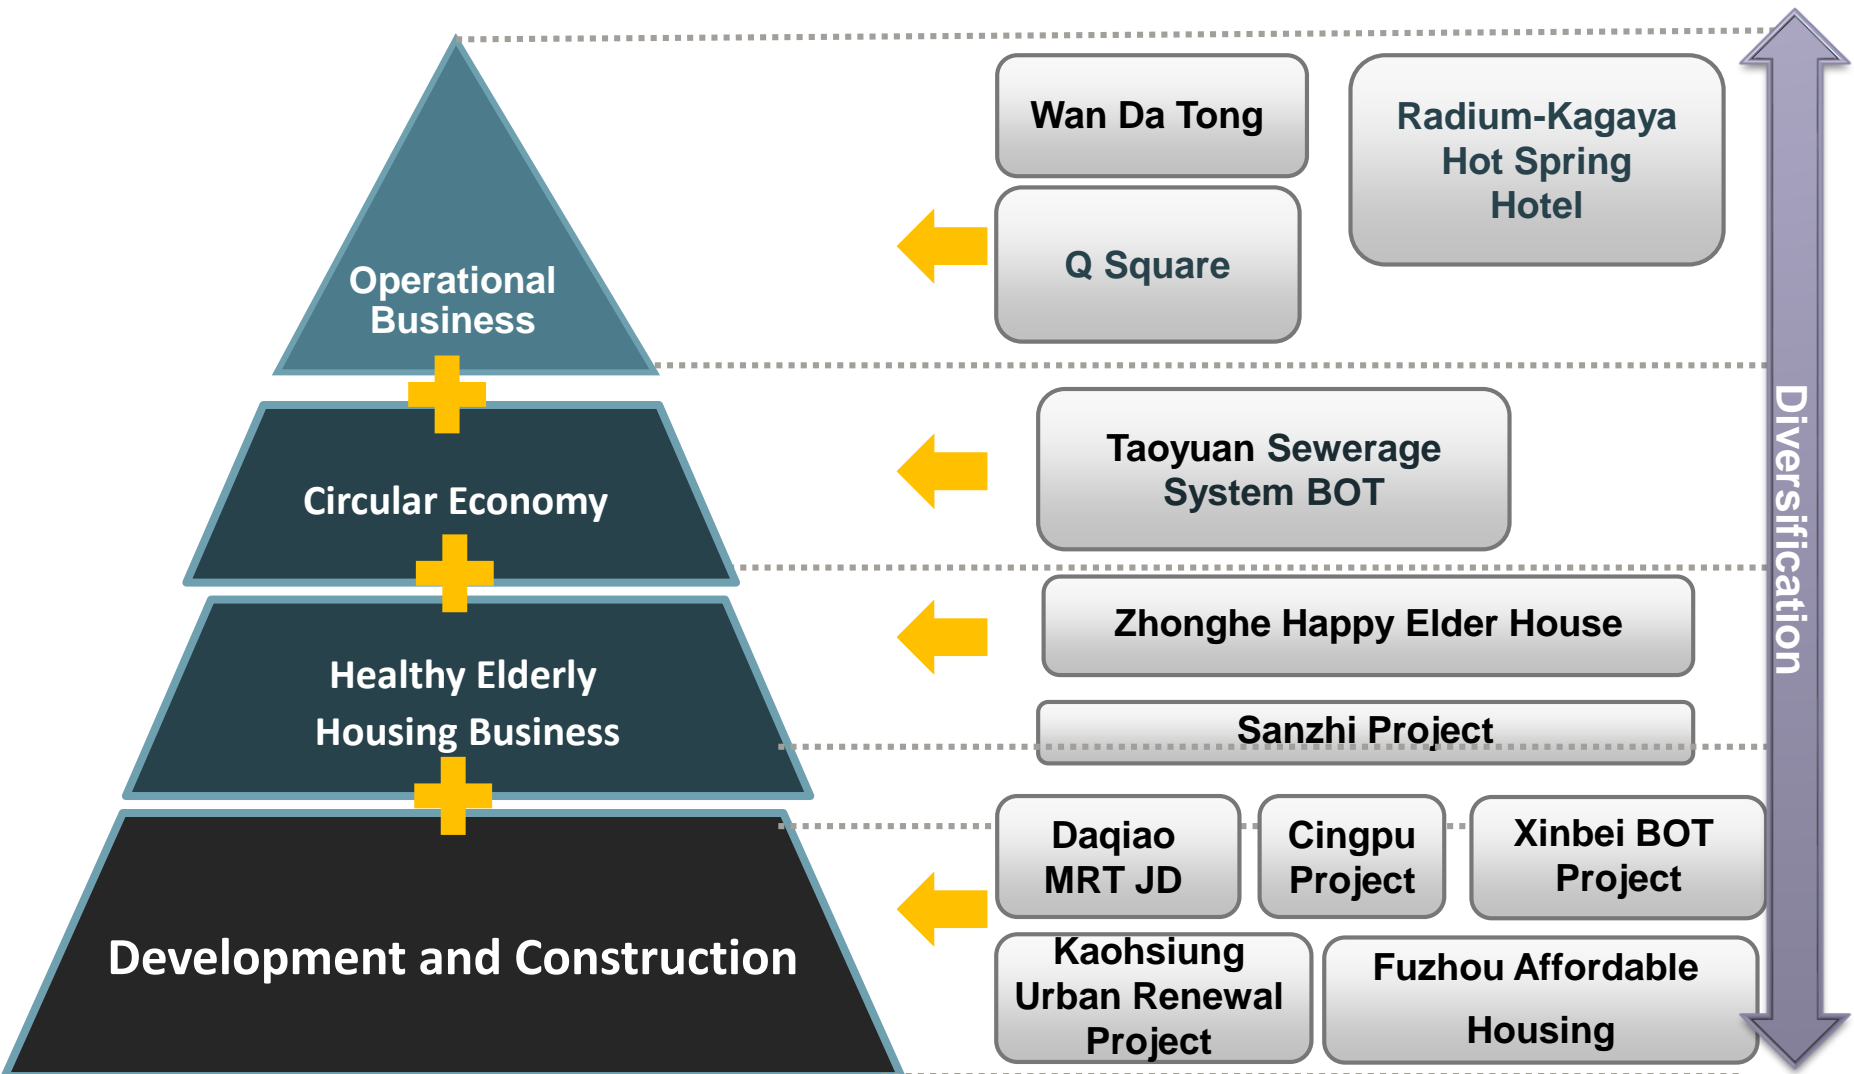 Operational
Business
Circular Economy
Healthy Elderly
Housing Business
Development and Construction
Wan Da Tong
Radium-Kagaya
Hot Spring
Hotel
Q Square
Taoyuan Sewerage
System BOT
Zhonghe Happy Elder House
Sanzhi Project
Daqiao
MRT JD
Cingpu
Project
Xinbei BOT
Project
Kaohsiung
Urban Renewal
Project
Fuzhou Affordable
Housing
Diversification